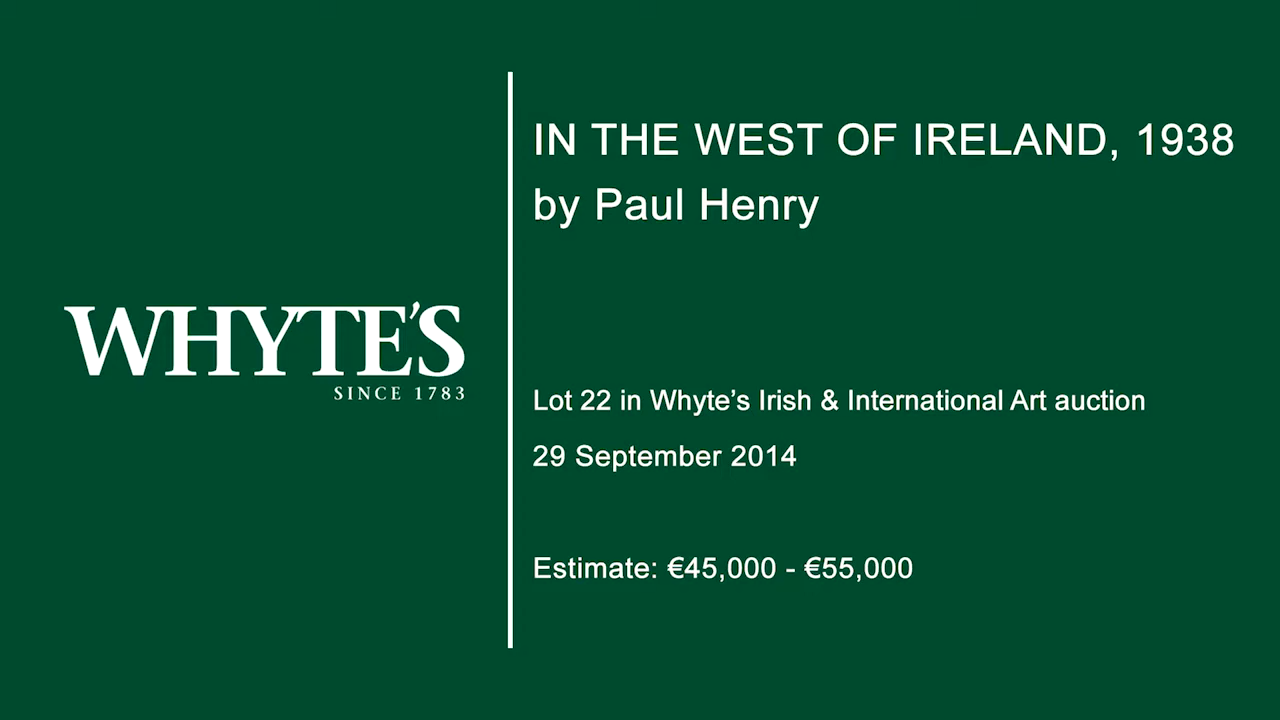 WHYTE'S
SINCE 1783
IN THE WEST OF IRELAND, 1938
by Paul Henry
Lot 22 in Whyte’s Irish & International Art auction
29 September 2014
Estimate: €45,000 - €55,000